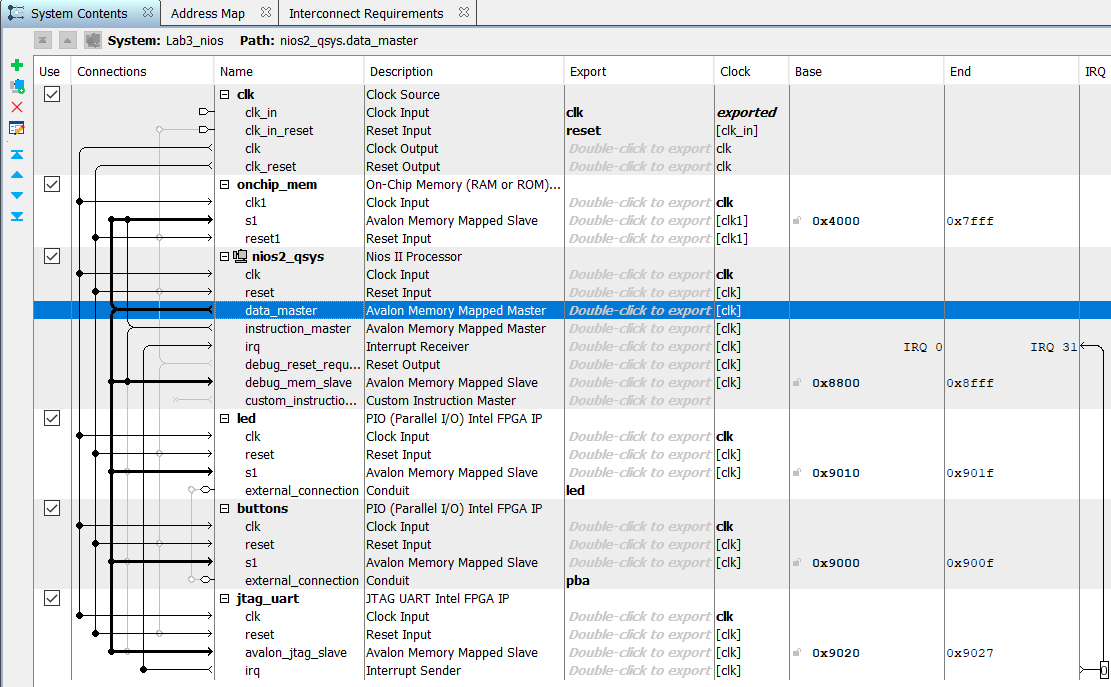 System Contents Address Map Interconnect Requirements
System: Lab3_nios Path: nios2_qsys.data_master
Use Connections Name Description Export Clock Base End IRQ
clk Clock Source
clk_in Clock Input clk exported
clk_in_reset Reset Input reset [clk_in]
clk Clock Output Double-click to export clk
clk_reset Reset Output Double-click to export clk
onchip_mem On-Chip Memory (RAM or ROM)...
clk1 Clock Input Double-click to export clk
s1 Avalon Memory Mapped Slave Double-click to export [clk1] 0x4000 0x7fff
reset1 Reset Input Double-click to export [clk1]
nios2_qsys Nios II Processor
clk Clock Input Double-click to export clk
reset Reset Input Double-click to export [clk]
data_master Avalon Memory Mapped Master Double-click to export [clk]
instruction_master Avalon Memory Mapped Master Double-click to export [clk]
irq Interrupt Receiver Double-click to export [clk] IRQ 0 IRQ 31
debug_reset_requ... Reset Output Double-click to export [clk]
debug_mem_slave Avalon Memory Mapped Slave Double-click to export [clk] 0x8800 0x8fff
custom_instructio... Custom Instruction Master Double-click to export
led PIO (Parallel I/O) Intel FPGA IP
clk Clock Input Double-click to export clk
reset Reset Input Double-click to export [clk]
s1 Avalon Memory Mapped Slave Double-click to export [clk] 0x9010 0x901f
external_connection Conduit led
buttons PIO (Parallel I/O) Intel FPGA IP
clk Clock Input Double-click to export clk
reset Reset Input Double-click to export [clk]
s1 Avalon Memory Mapped Slave Double-click to export [clk] 0x9000 0x900f
external_connection Conduit pba
jtag_uart JTAG UART Intel FPGA IP
clk Clock Input Double-click to export clk
reset Reset Input Double-click to export [clk]
avalon_jtag_slave Avalon Memory Mapped Slave Double-click to export [clk] 0x9020 0x9027
irq Interrupt Sender Double-click to export [clk] 0